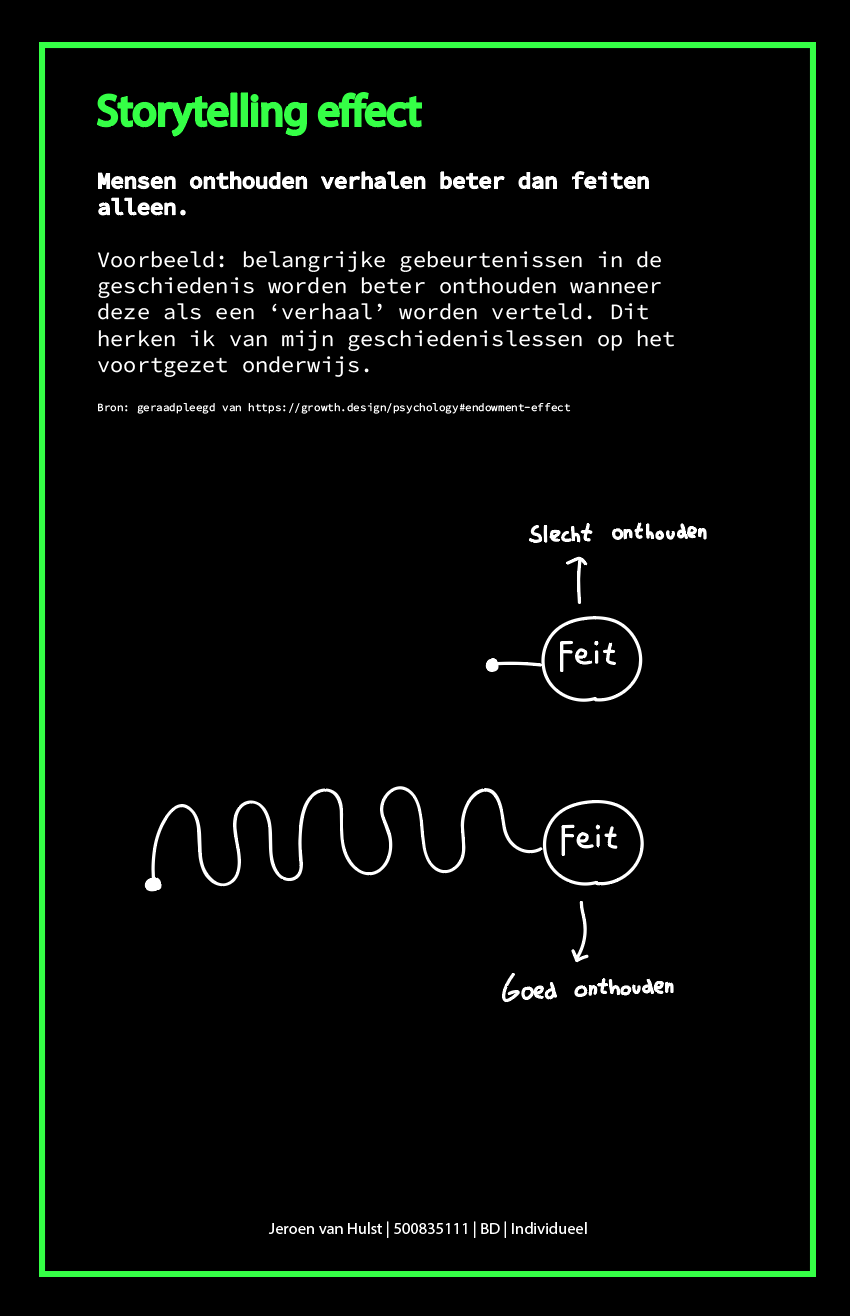 Storytelling effect
Mensen onthouden verhalen beter dan feiten
alleen.
Voorbeeld: belangrijke gebeurtenissen in de
geschiedenis worden beter onthouden wanneer
deze als een ‘verhaal’ worden verteld. Dit
herken ik van mijn geschiedenislessen op het
voortgezet onderwijs.
Bron: geraadpleegd van https://growth.design/psychology#endowment-effect
Slecht onthouden
Feit
Feit
Goed onthouden
Jeroen van Hulst | 500835111 | BD | Individueel